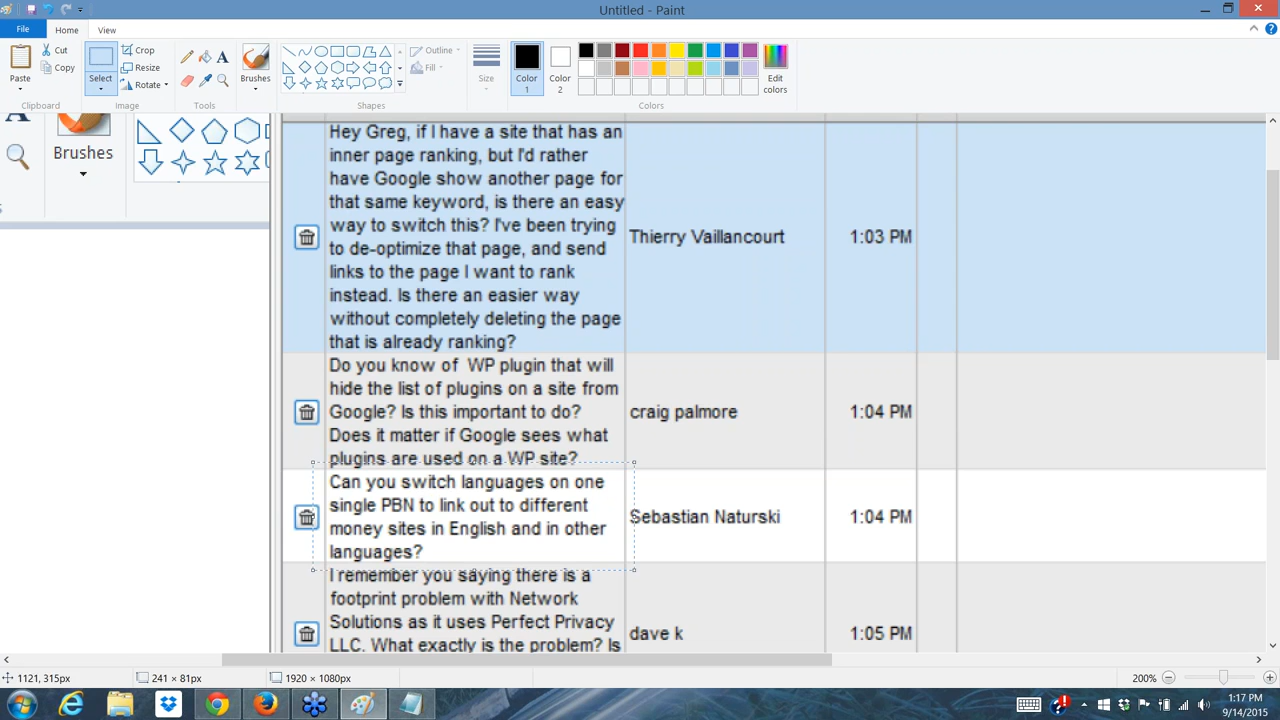 Untitled - Paint
File
Home
View
Paste
Cut
Copy
Clipboard
Select
Crop
Resize
Rotate
Image
Tools
Brushes
Shapes
Outline
Fill
Size
Color
1
Color
2
Edit
colors
Colors
A
Brushes
Hey Greg, if I have a site that has an
inner page ranking, but I'd rather
have Google show another page for
that same keyword, is there an easy
way to switch this? I've been trying
to de-optimize that page, and send
links to the page I want to rank
instead. Is there an easier way
without completely deleting the page
that is already ranking?
Thierry Vaillancourt
1:03 PM
Do you know of WP plugin that will
hide the list of plugins on a site from
Google? Is this important to do?
Does it matter if Google sees what
plugins are used on a WP site?
craig palmore
1:04 PM
Can you switch languages on one
single PBN to link out to different
money sites in English and in other
languages?
Sebastian Naturski
1:04 PM
I remember you saying there is a
footprint problem with Network
Solutions as it uses Perfect Privacy
LLC. What exactly is the problem? Is
dave k
1:05 PM
1121, 315px
241 × 81px
1920 × 1080px
200%
1:17 PM
9/14/2015